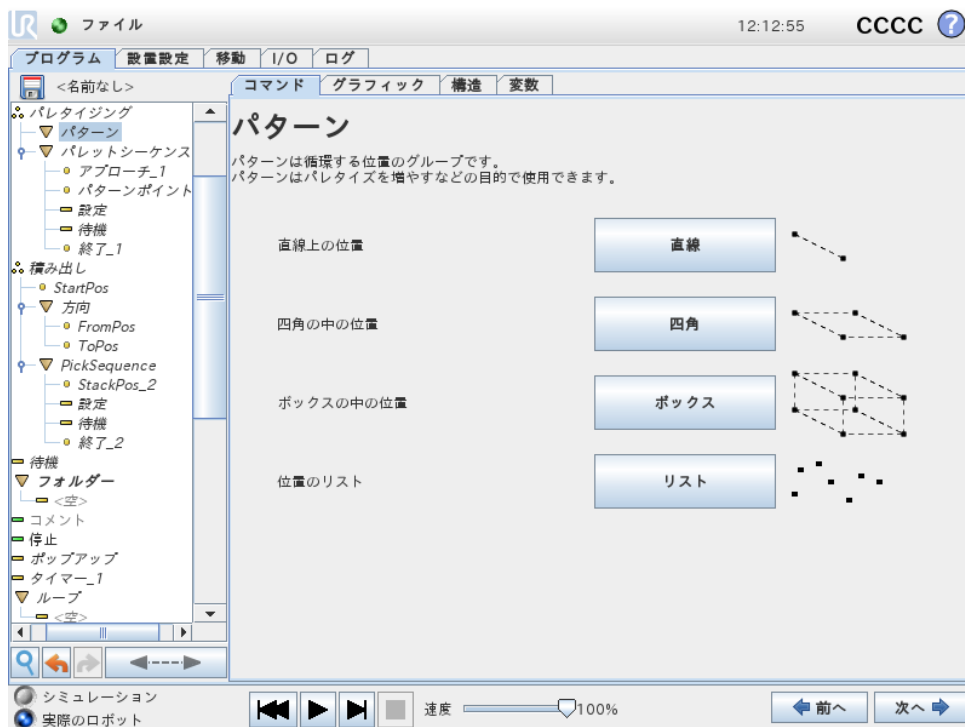 UR ファイル 12:12:55 CCCC ?
プログラム 設置設定 移動 I/O ログ
<名前なし>
コマンド グラフィック 構造 変数
パレタイジング
パターン
パレットシーケンス
アプローチ_1
パターンポイント
設定
待機
終了_1
積み出し
StartPos
方向
FromPos
ToPos
PickSequence
StackPos_2
設定
待機
終了_2
待機
フォルダー
<空>
コメント
停止
ポップアップ
タイマー_1
ループ
<空>
パターン
パターンは循環する位置のグループです。
パターンはパレタイズを増やすなどの目的で使用できます。
直線上の位置 直線
四角の中の位置 四角
ボックスの中の位置 ボックス
位置のリスト リスト
シミュレーション
実際のロボット
速度 100%
前へ 次へ